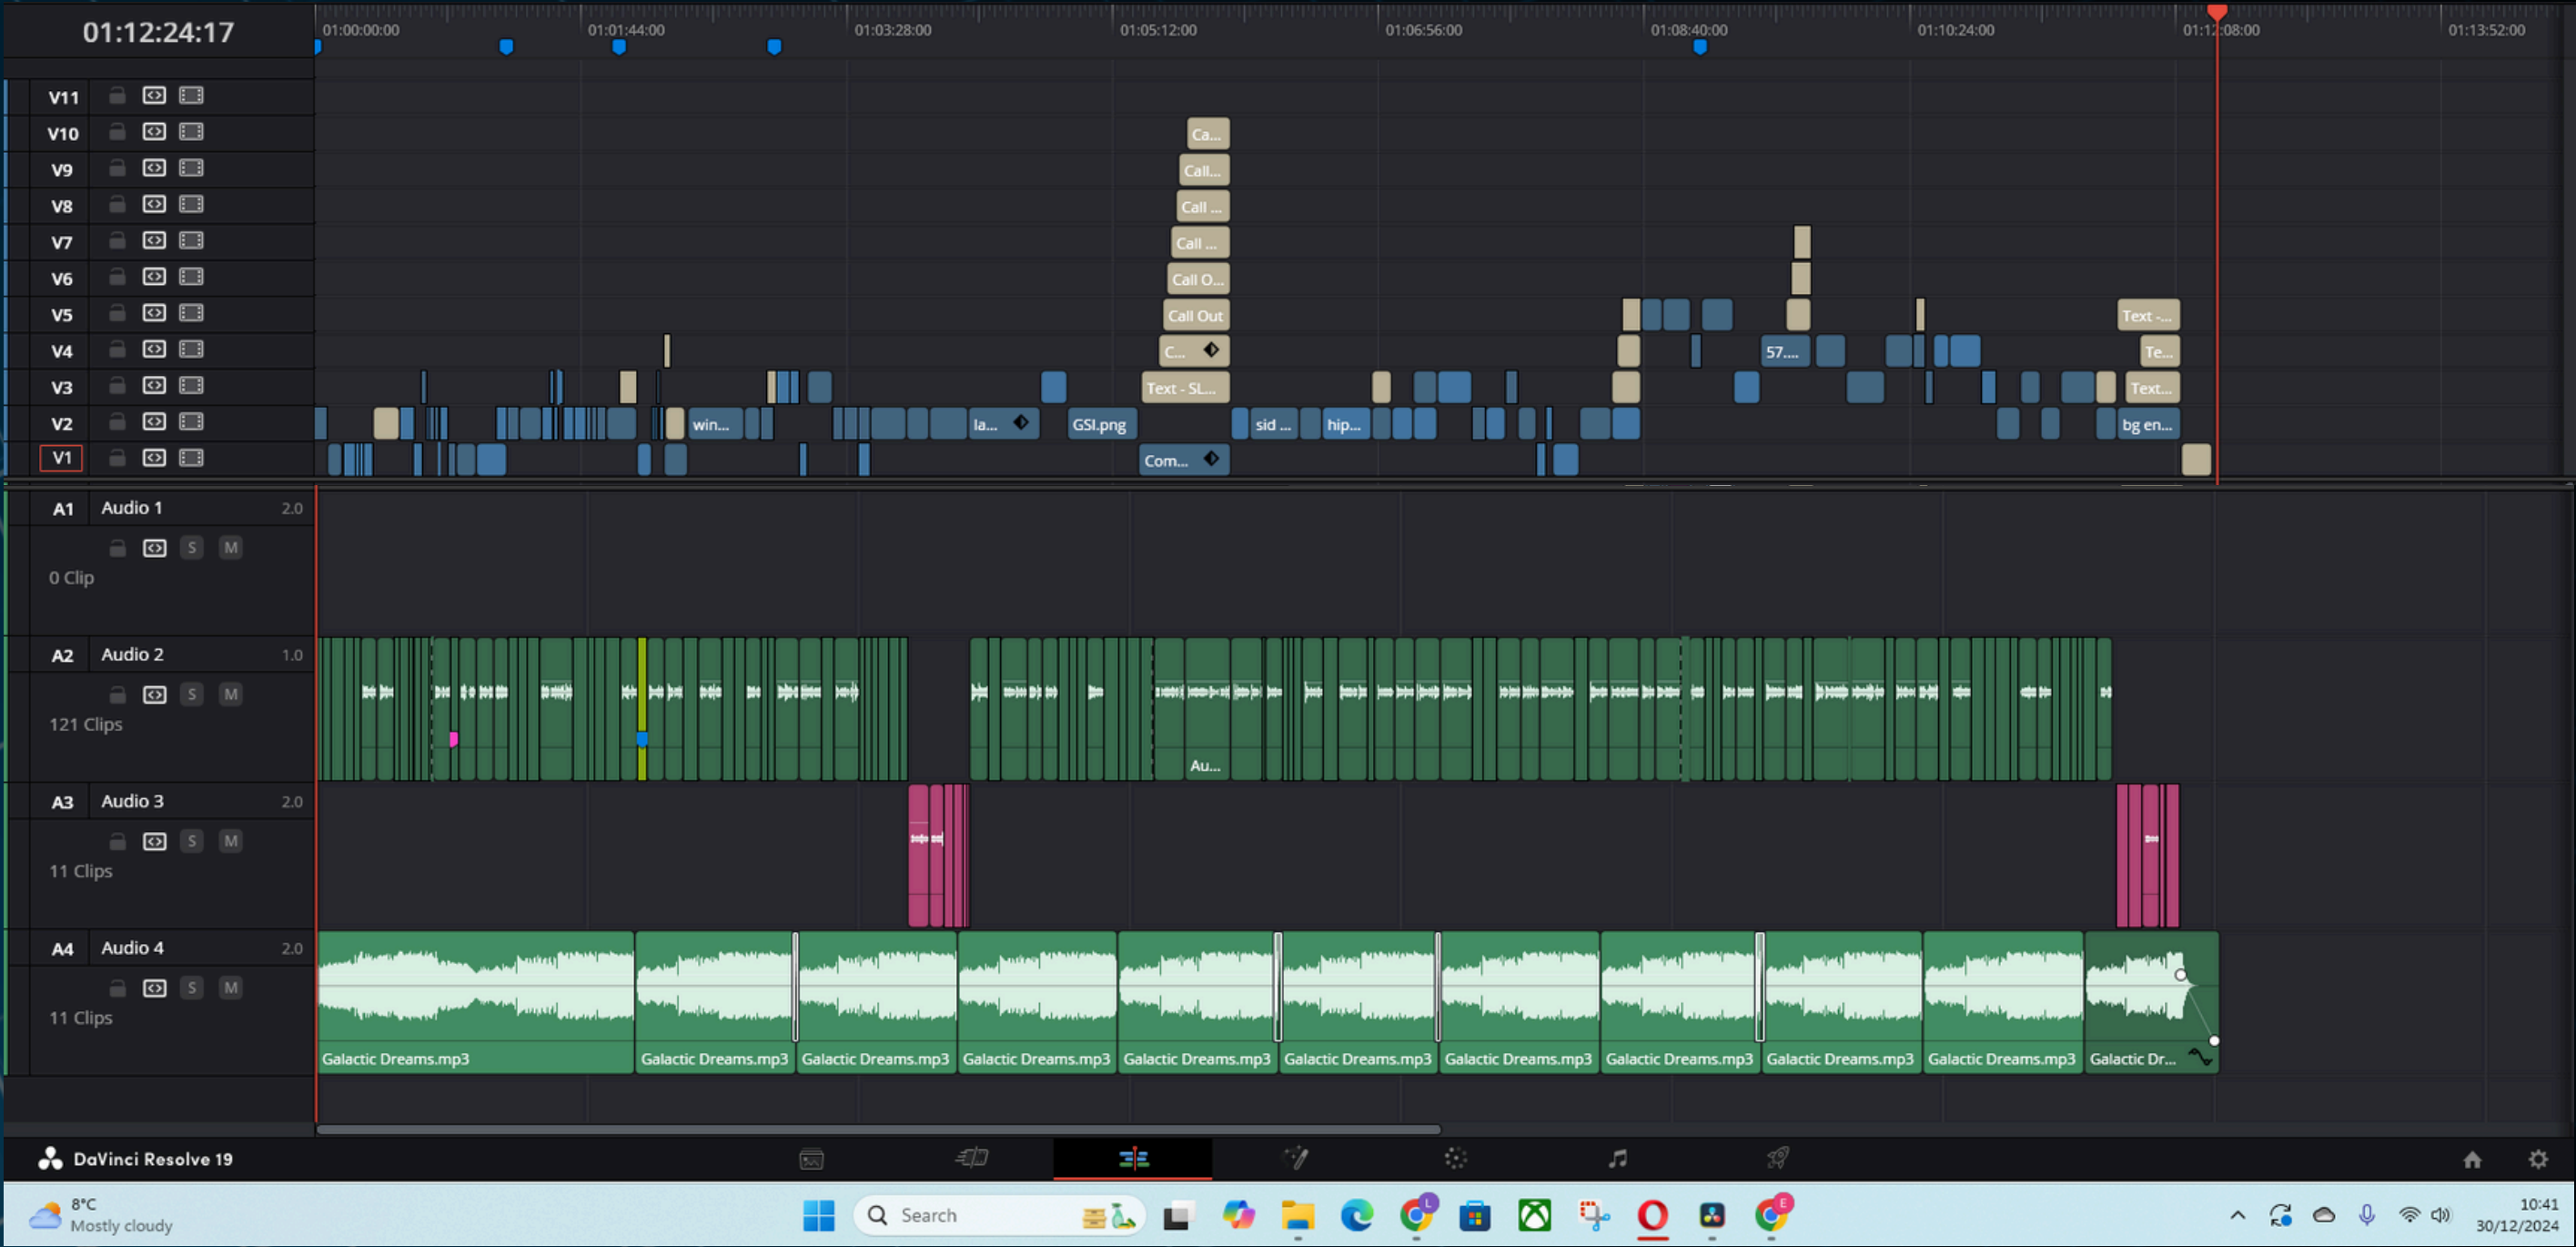 01:12:24:17
01:00:00:00 01:01:44:00 01:03:28:00 01:05:12:00 01:06:56:00 01:08:40:00 01:10:24:00 01:12:08:00 01:13:52:00
V11
V10 Ca...
V9 Call...
V8 Call ...
V7 Call ...
V6 Call O...
V5 Call Out Text -...
V4 C... 57.... Te...
V3 Text - SL... Text...
V2 win... la... GSI.png sid ... hip... bg en...
V1 Com...
A1 Audio 1 2.0
S M
0 Clip
A2 Audio 2 1.0
S M
121 Clips
Au...
A3 Audio 3 2.0
S M
11 Clips
A4 Audio 4 2.0
S M
11 Clips
Galactic Dreams.mp3 Galactic Dreams.mp3 Galactic Dreams.mp3 Galactic Dreams.mp3 Galactic Dreams.mp3 Galactic Dreams.mp3 Galactic Dreams.mp3 Galactic Dreams.mp3 Galactic Dreams.mp3 Galactic Dreams.mp3 Galactic Dr...
DaVinci Resolve 19
8°C
Mostly cloudy
Search
L
E
10:41
30/12/2024